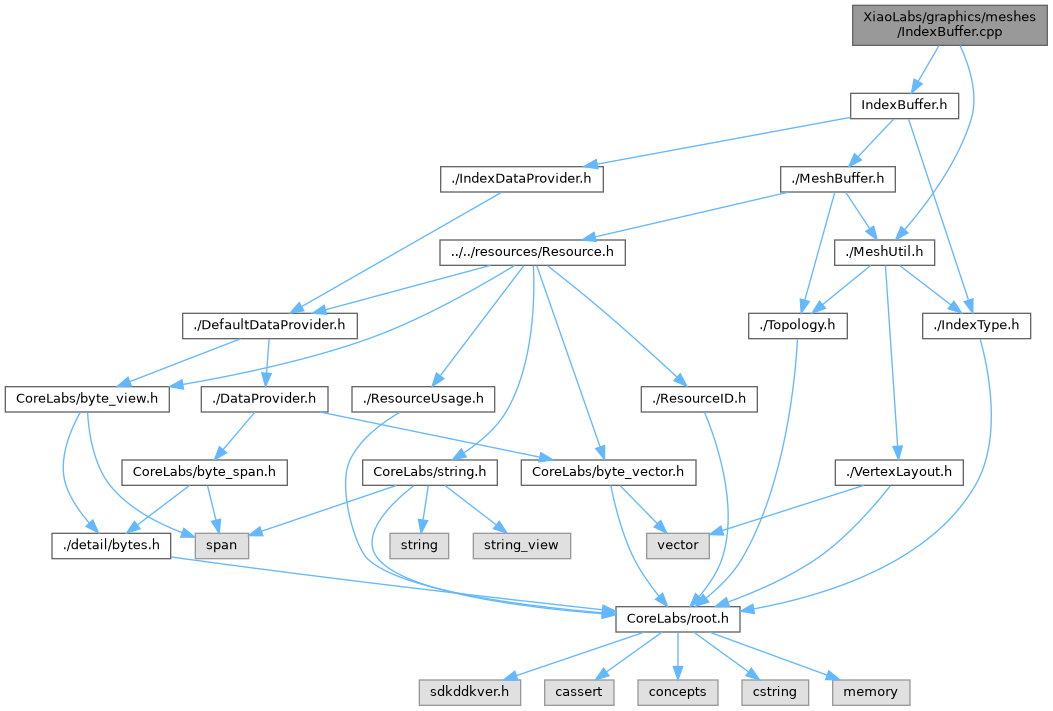 XiaoLabs/graphics/meshes
/IndexBuffer.cpp
IndexBuffer.h
./IndexDataProvider.h
./MeshBuffer.h
../../resources/Resource.h
./MeshUtil.h
./DefaultDataProvider.h
./Topology.h
./IndexType.h
CoreLabs/byte_view.h
./DataProvider.h
./ResourceUsage.h
./ResourceID.h
CoreLabs/byte_span.h
CoreLabs/string.h
CoreLabs/byte_vector.h
./VertexLayout.h
./detail/bytes.h
span
string
string_view
vector
CoreLabs/root.h
sdkddkver.h
cassert
concepts
cstring
memory